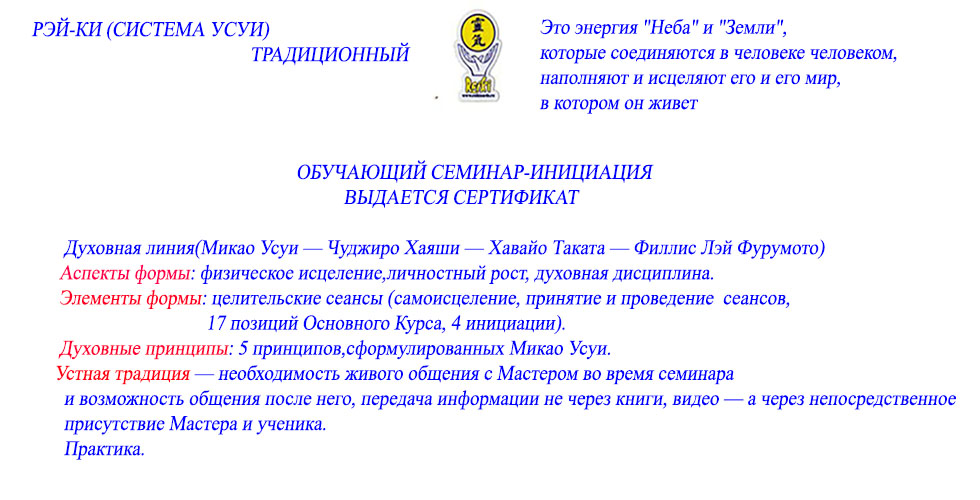 РЭЙ-КИ (СИСТЕМА УСУИ)
ТРАДИЦИОННЫЙ
靈
氣
Reiki
Это энергия "Неба" и "Земли",
которые соединяются в человеке человеком,
наполняют и исцеляют его и его мир,
в котором он живет
ОБУЧАЮЩИЙ СЕМИНАР-ИНИЦИАЦИЯ
ВЫДАЕТСЯ СЕРТИФИКАТ
Духовная линия(Микао Усуи — Чуджиро Хаяши — Хавайо Таката — Филлис Лэй Фурумото)
Аспекты формы: физическое исцеление,личностный рост, духовная дисциплина.
Элементы формы: целительские сеансы (самоисцеление, принятие и проведение сеансов,
17 позиций Основного Курса, 4 инициации).
Духовные принципы: 5 принципов,сформулированных Микао Усуи.
Устная традиция — необходимость живого общения с Мастером во время семинара
и возможность общения после него, передача информации не через книги, видео — а через непосредственное
присутствие Мастера и ученика.
Практика.